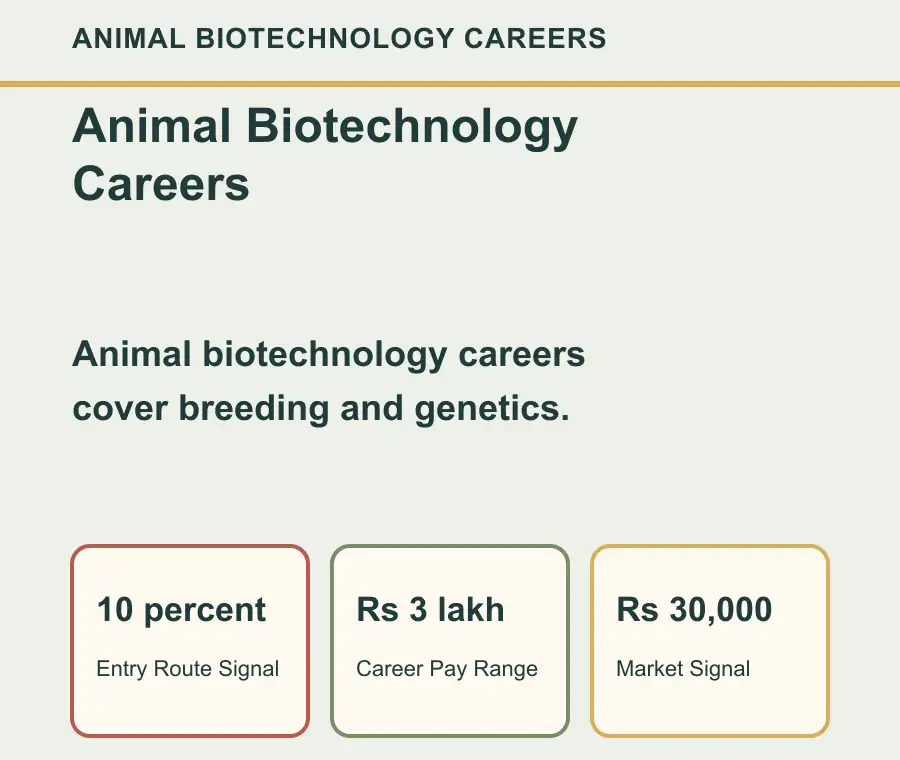 ANIMAL BIOTECHNOLOGY CAREERS
Animal Biotechnology
Careers
Animal biotechnology careers
cover breeding and genetics.
10 percent
Entry Route Signal
Rs 3 lakh
Career Pay Range
Rs 30,000
Market Signal